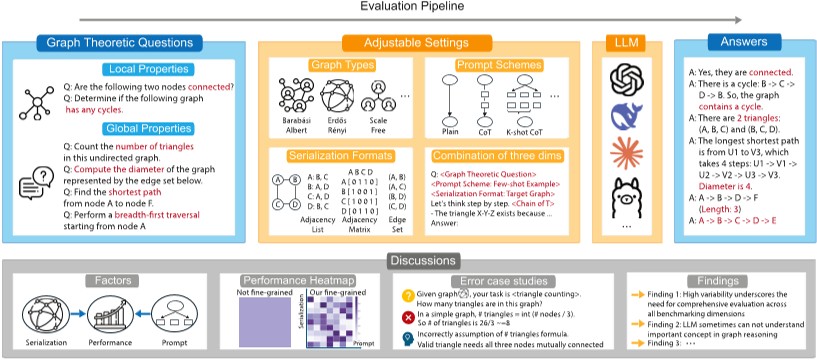 Evaluation Pipeline
Graph Theoretic Questions
Local Properties
Q: Are the following two nodes connected?
Q: Determine if the following graph
has any cycles.
Global Properties
Q: Count the number of triangles
in this undirected graph.
Q: Compute the diameter of the graph
represented by the edge set below.
Q: Find the shortest path
from node A to node F.
Q: Perform a breadth-first traversal
starting from node A
Adjustable Settings
Graph Types
Barabási
Albert
Erdős
Rényi
Scale
Free
...
Prompt Schemes
Plain
CoT
K-shot CoT
...
Serialization Formats
A
B
C
D
A: B, C
B: A, D
C: A, D
D: B, C
Adjacency
List
A B C D
A [ 0 1 1 0 ]
B [ 1 0 0 1 ]
C [ 1 0 0 1 ]
D [ 0 1 1 0 ]
Adjacency
Matrix
(A, B)
(A, C)
(B, D)
(C, D)
Edge
Set
Combination of three dims
Q: <Graph Theoretic Question>
<Prompt Scheme: Few-shot Example>
<Serialization Format: Target Graph>
Let's think step by step. <Chain of T>
- The triangle X-Y-Z exists because ...
Answer:
LLM
...
Answers
A: Yes, they are connected.
A: There is a cycle: B -> C ->
D -> B. So, the graph
contains a cycle.
A: There are 2 triangles:
(A, B, C) and (B, C, D).
A: The longest shortest path
is from U1 to V3, which
takes 4 steps: U1 -> V1 ->
U2 -> V2 -> U3 -> V3.
Diameter is 4.
A: A -> B -> D -> F
(Length: 3)
A: A -> B -> C -> D -> E
Discussions
Factors
Serialization
Performance
Prompt
Performance Heatmap
Not fine-grained
Our fine-grained
Serialization
Prompt
Error case studies
Given graph, your task is <triangle counting>.
How many triangles are in this graph?
In a simple graph, # triangles = int (# nodes / 3).
So # of triangles is 26/3 ~=8
Incorrectly assumption of # triangles formula.
Valid triangle needs all three nodes mutually connected
Findings
Finding 1: High variability underscores the
need for comprehensive evaluation across
all benchmarking dimensions
Finding 2: LLM sometimes can not understand
important concept in graph reasoning
Finding 3: ...